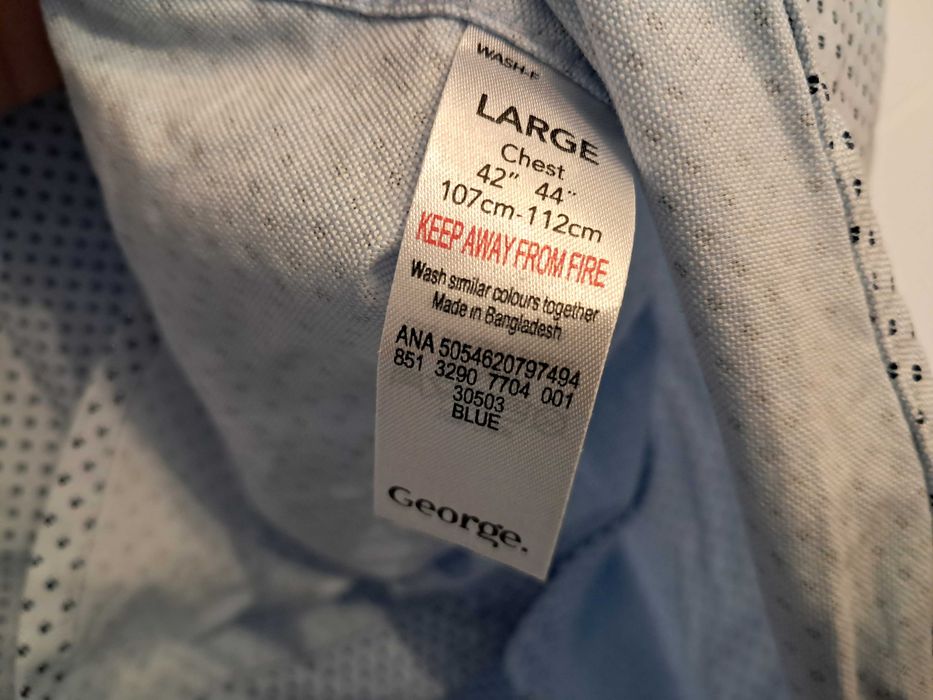 WASH-F
LARGE
Chest
42” 44”
107cm-112cm
KEEP AWAY FROM FIRE
Wash similar colours together
Made in Bangladesh
ANA 5054620797494
851 3290 7704 001
30503
BLUE
George.